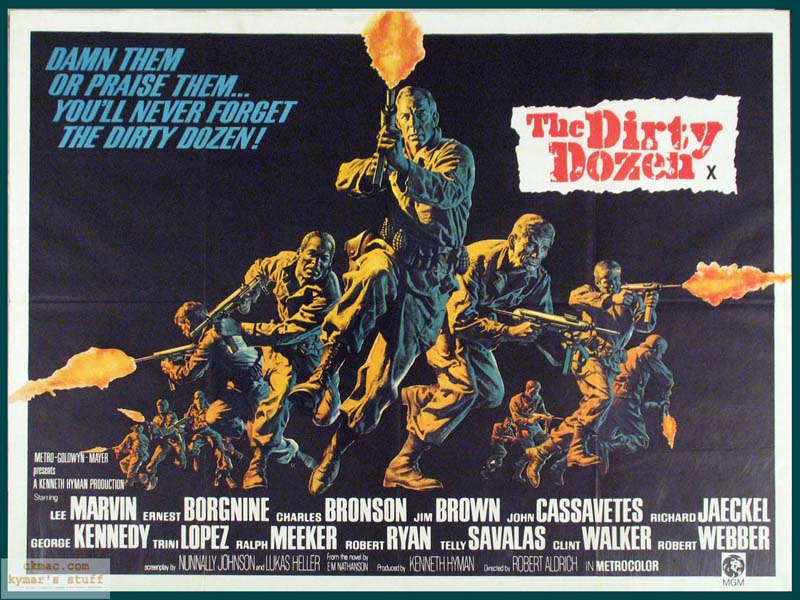 DAMN THEM
OR PRAISE THEM...
YOU'LL NEVER FORGET
THE DIRTY DOZEN!
The Dirty
Dozen X
METRO-GOLDWYN-MAYER
presents
A KENNETH HYMAN PRODUCTION
Starring
LEE MARVIN ERNEST BORGNINE CHARLES BRONSON JIM BROWN JOHN CASSAVETES RICHARD JAECKEL
GEORGE KENNEDY TRINI LOPEZ RALPH MEEKER ROBERT RYAN TELLY SAVALAS CLINT WALKER ROBERT WEBBER
screenplay by NUNNALLY JOHNSON and LUKAS HELLER From the novel by E.M. NATHANSON Produced by KENNETH HYMAN Directed by ROBERT ALDRICH IN METROCOLOR
MGM
ckmac.com
kymar's stuff